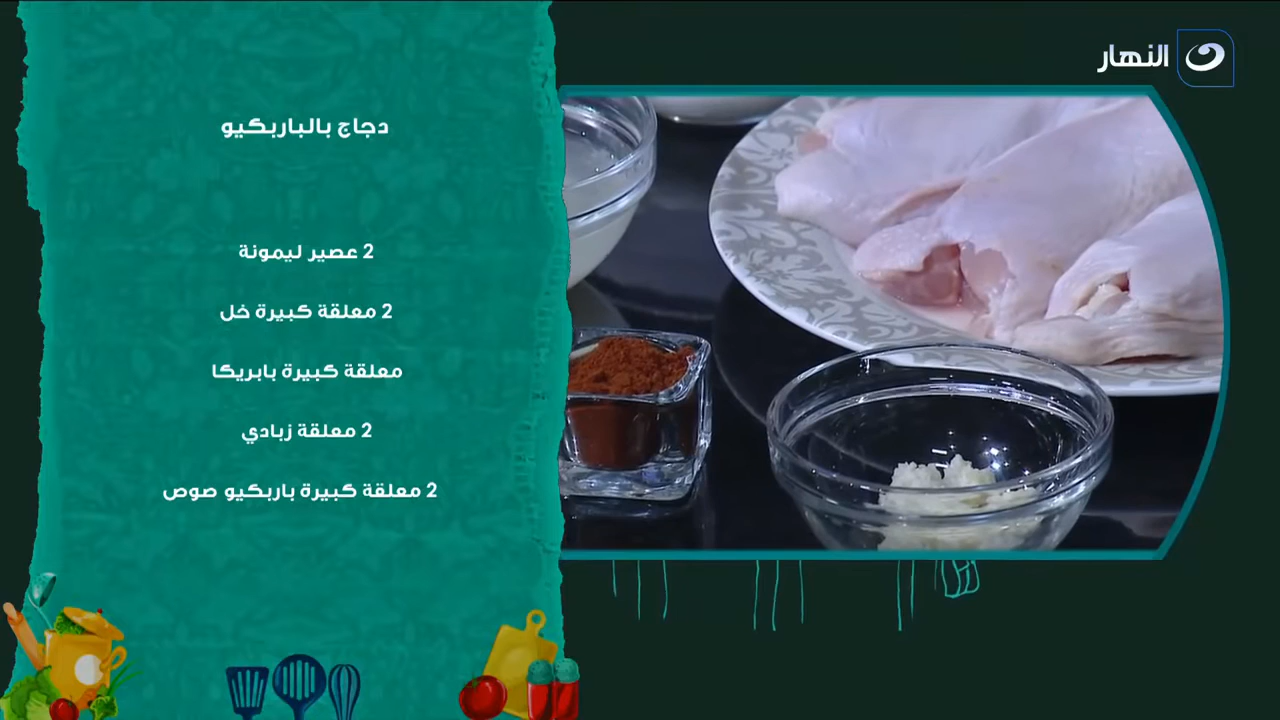 النهار
دجاج بالباربكيو
2 عصير ليمونة
2 معلقة كبيرة خل
معلقة كبيرة بابريكا
2 معلقة زبادي
2 معلقة كبيرة باربكيو صوص